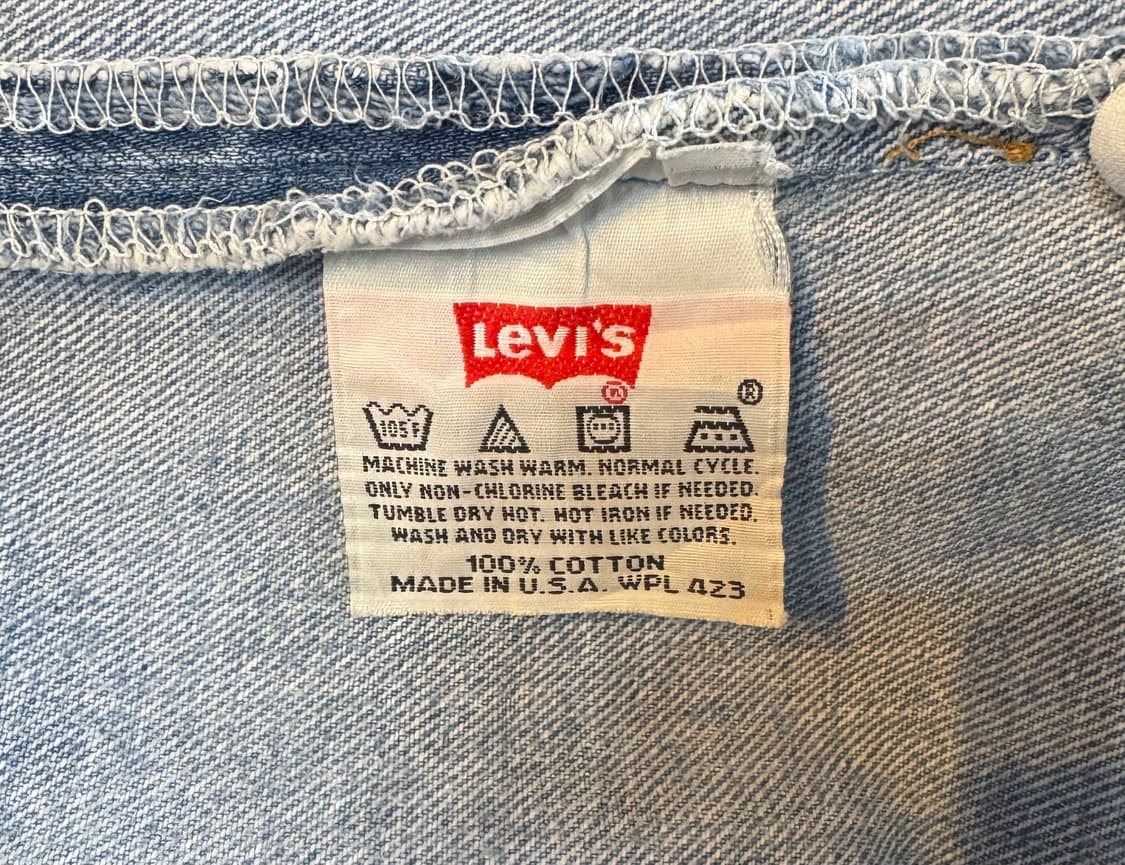 Levi's
®
®
105F
MACHINE WASH WARM. NORMAL CYCLE.
ONLY NON-CHLORINE BLEACH IF NEEDED.
TUMBLE DRY HOT. HOT IRON IF NEEDED.
WASH AND DRY WITH LIKE COLORS.
100% COTTON
MADE IN U.S.A. WPL 423